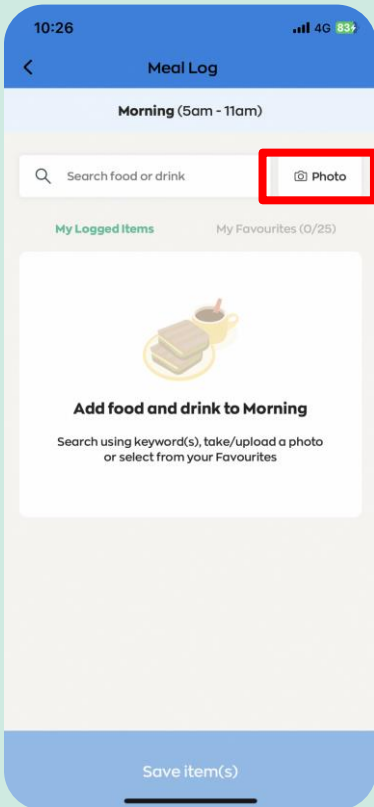 10:26 4G 83
Meal Log
Morning (5am - 11am)
Search food or drink Photo
My Logged Items My Favourites (0/25)
Add food and drink to Morning
Search using keyword(s), take/upload a photo
or select from your Favourites
Save item(s)